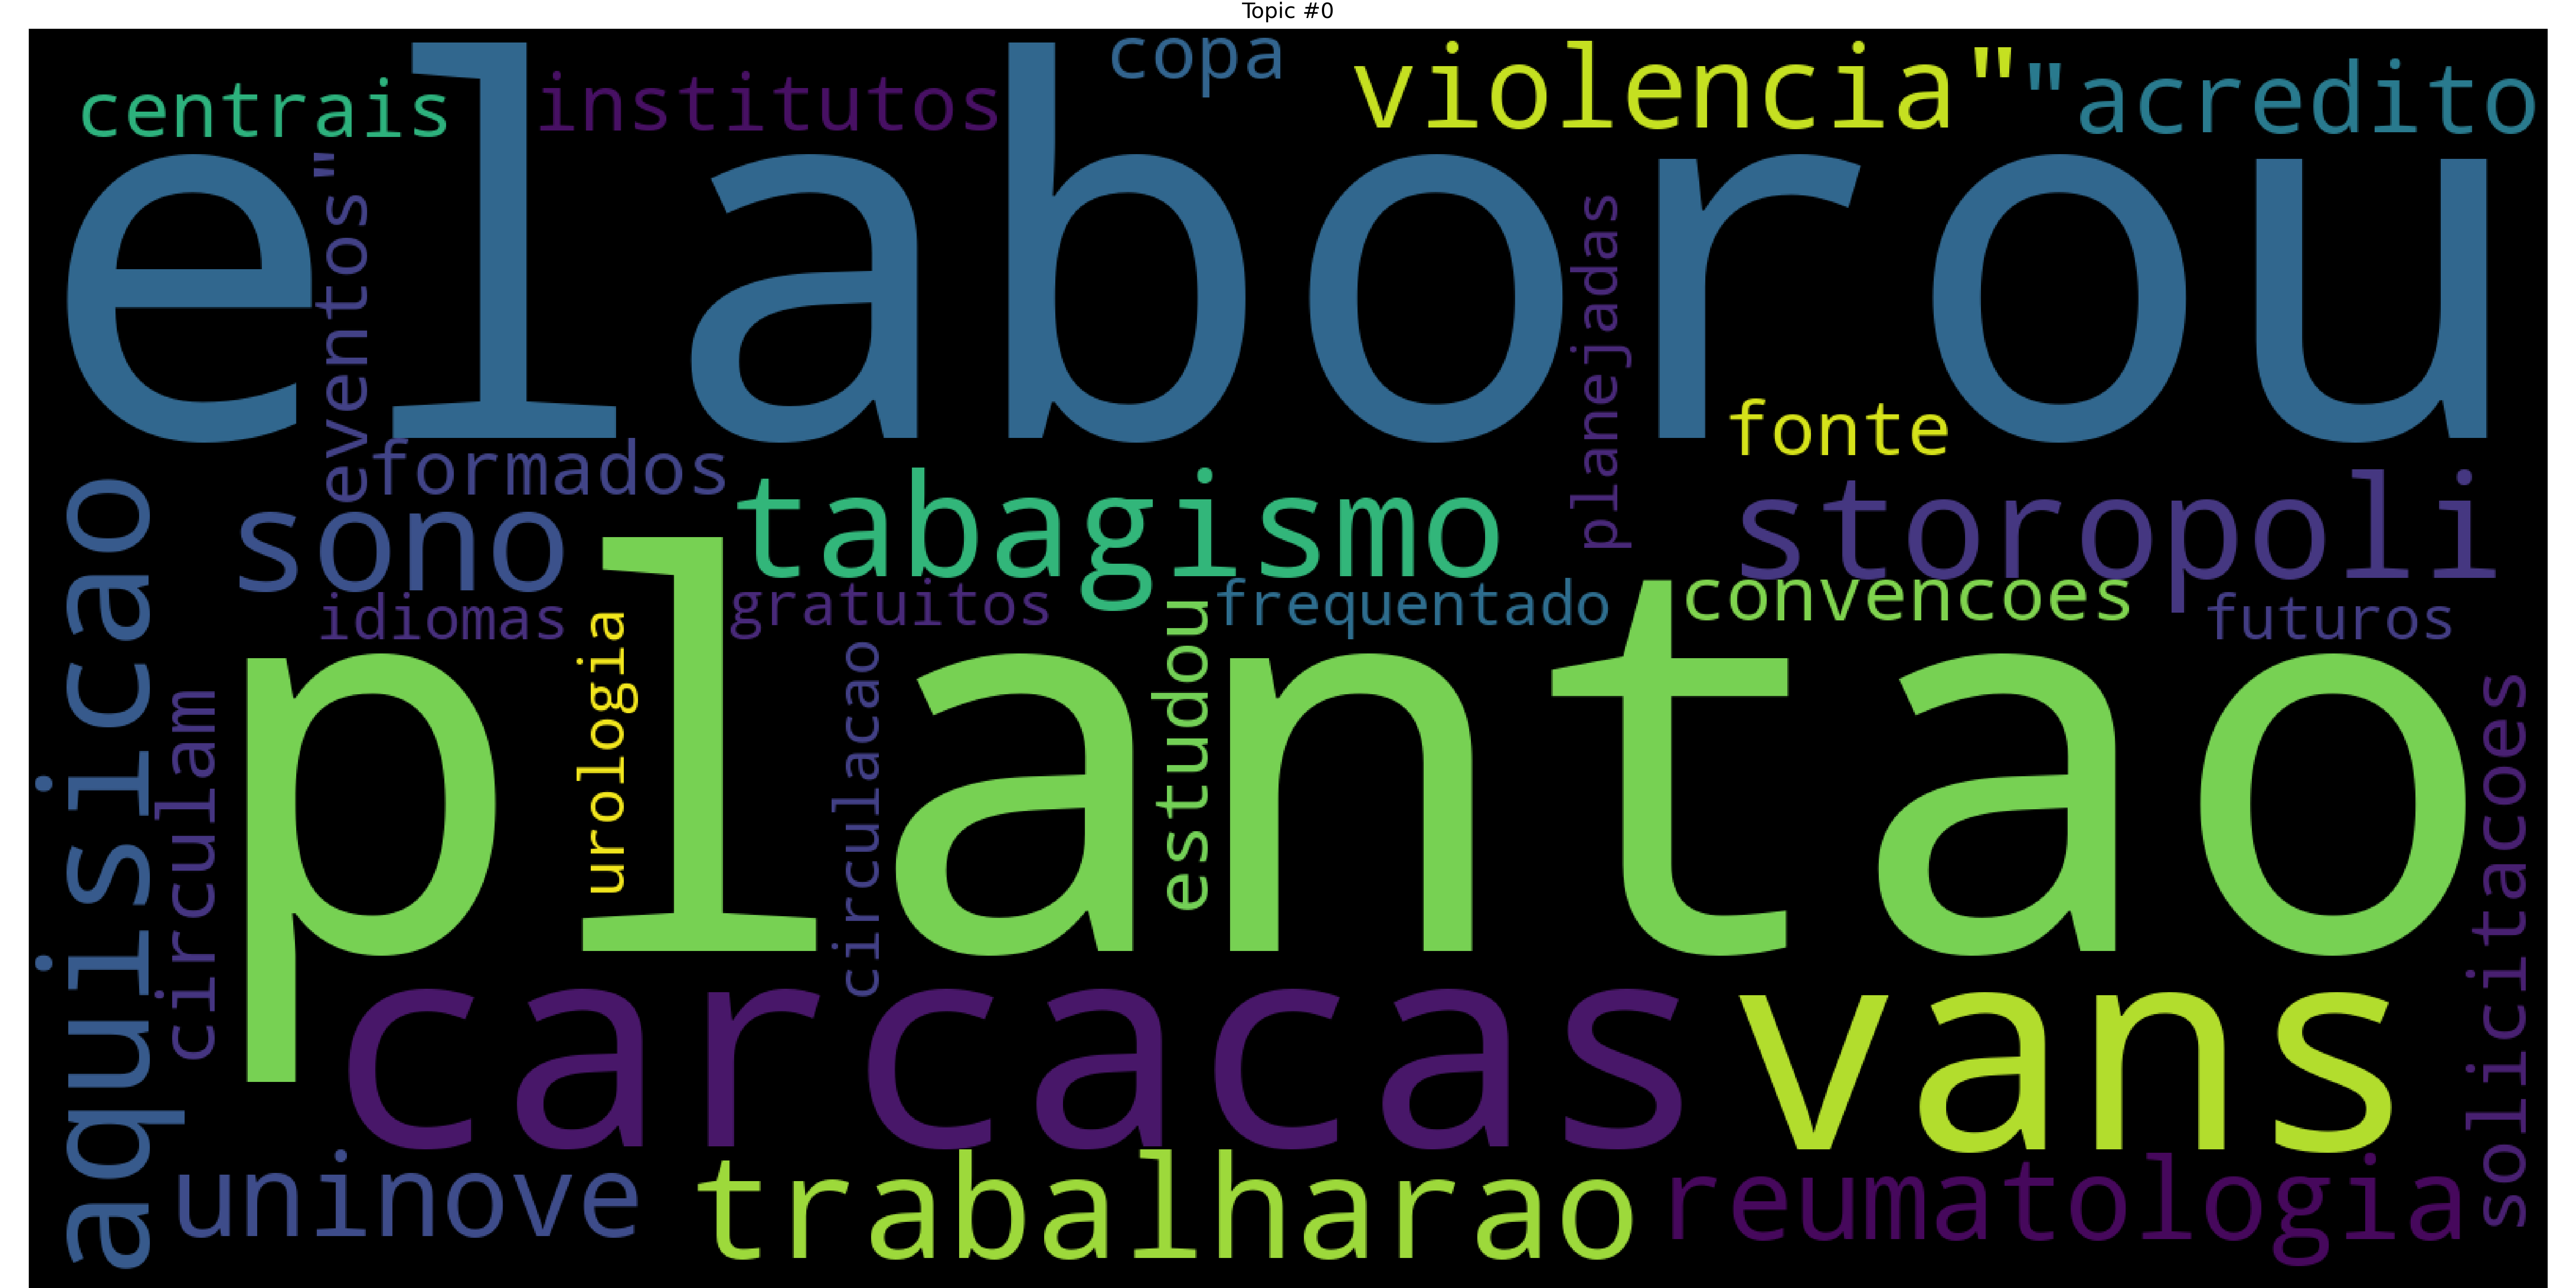 Topic #0
copa
centrais
institutos
violencia"
"acredito
elaborou
eventos"
planejadas
fonte
formados
tabagismo
storopoli
sono
aquisicao
idiomas
gratuitos
frequentado
convencoes
futuros
plantao
urologia
circulacao
estudou
circulam
solicitacoes
carcacas
vans
uninove
trabalharao
reumatologia